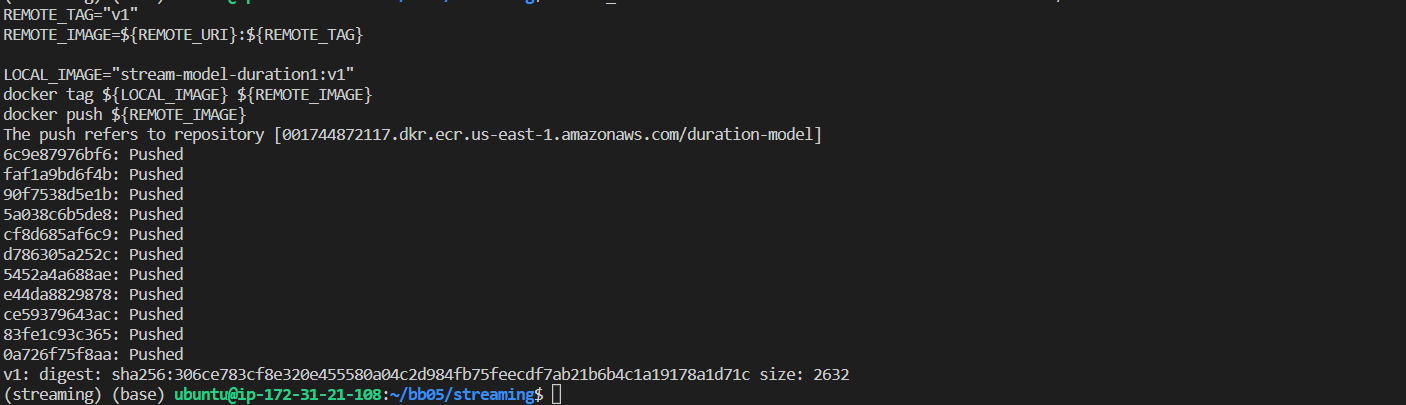 REMOTE_TAG="v1"
REMOTE_IMAGE=${REMOTE_URI}:${REMOTE_TAG}
LOCAL_IMAGE="stream-model-duration1:v1"
docker tag ${LOCAL_IMAGE} ${REMOTE_IMAGE}
docker push ${REMOTE_IMAGE}
The push refers to repository [001744872117.dkr.ecr.us-east-1.amazonaws.com/duration-model]
6c9e87976bf6: Pushed
faf1a9bd6f4b: Pushed
90f7538d5e1b: Pushed
5a038c6b5de8: Pushed
cf8d685af6c9: Pushed
d786305a252c: Pushed
5452a4a688ae: Pushed
e44da8829878: Pushed
ce59379643ac: Pushed
83fe1c93c365: Pushed
0a726f75f8aa: Pushed
v1: digest: sha256:306ce783cf8e320e455580a04c2d984fb75feecdf7ab21b6b4c1a19178a1d71c size: 2632
(streaming) (base) ubuntu@ip-172-31-21-108:~/bb05/streaming$